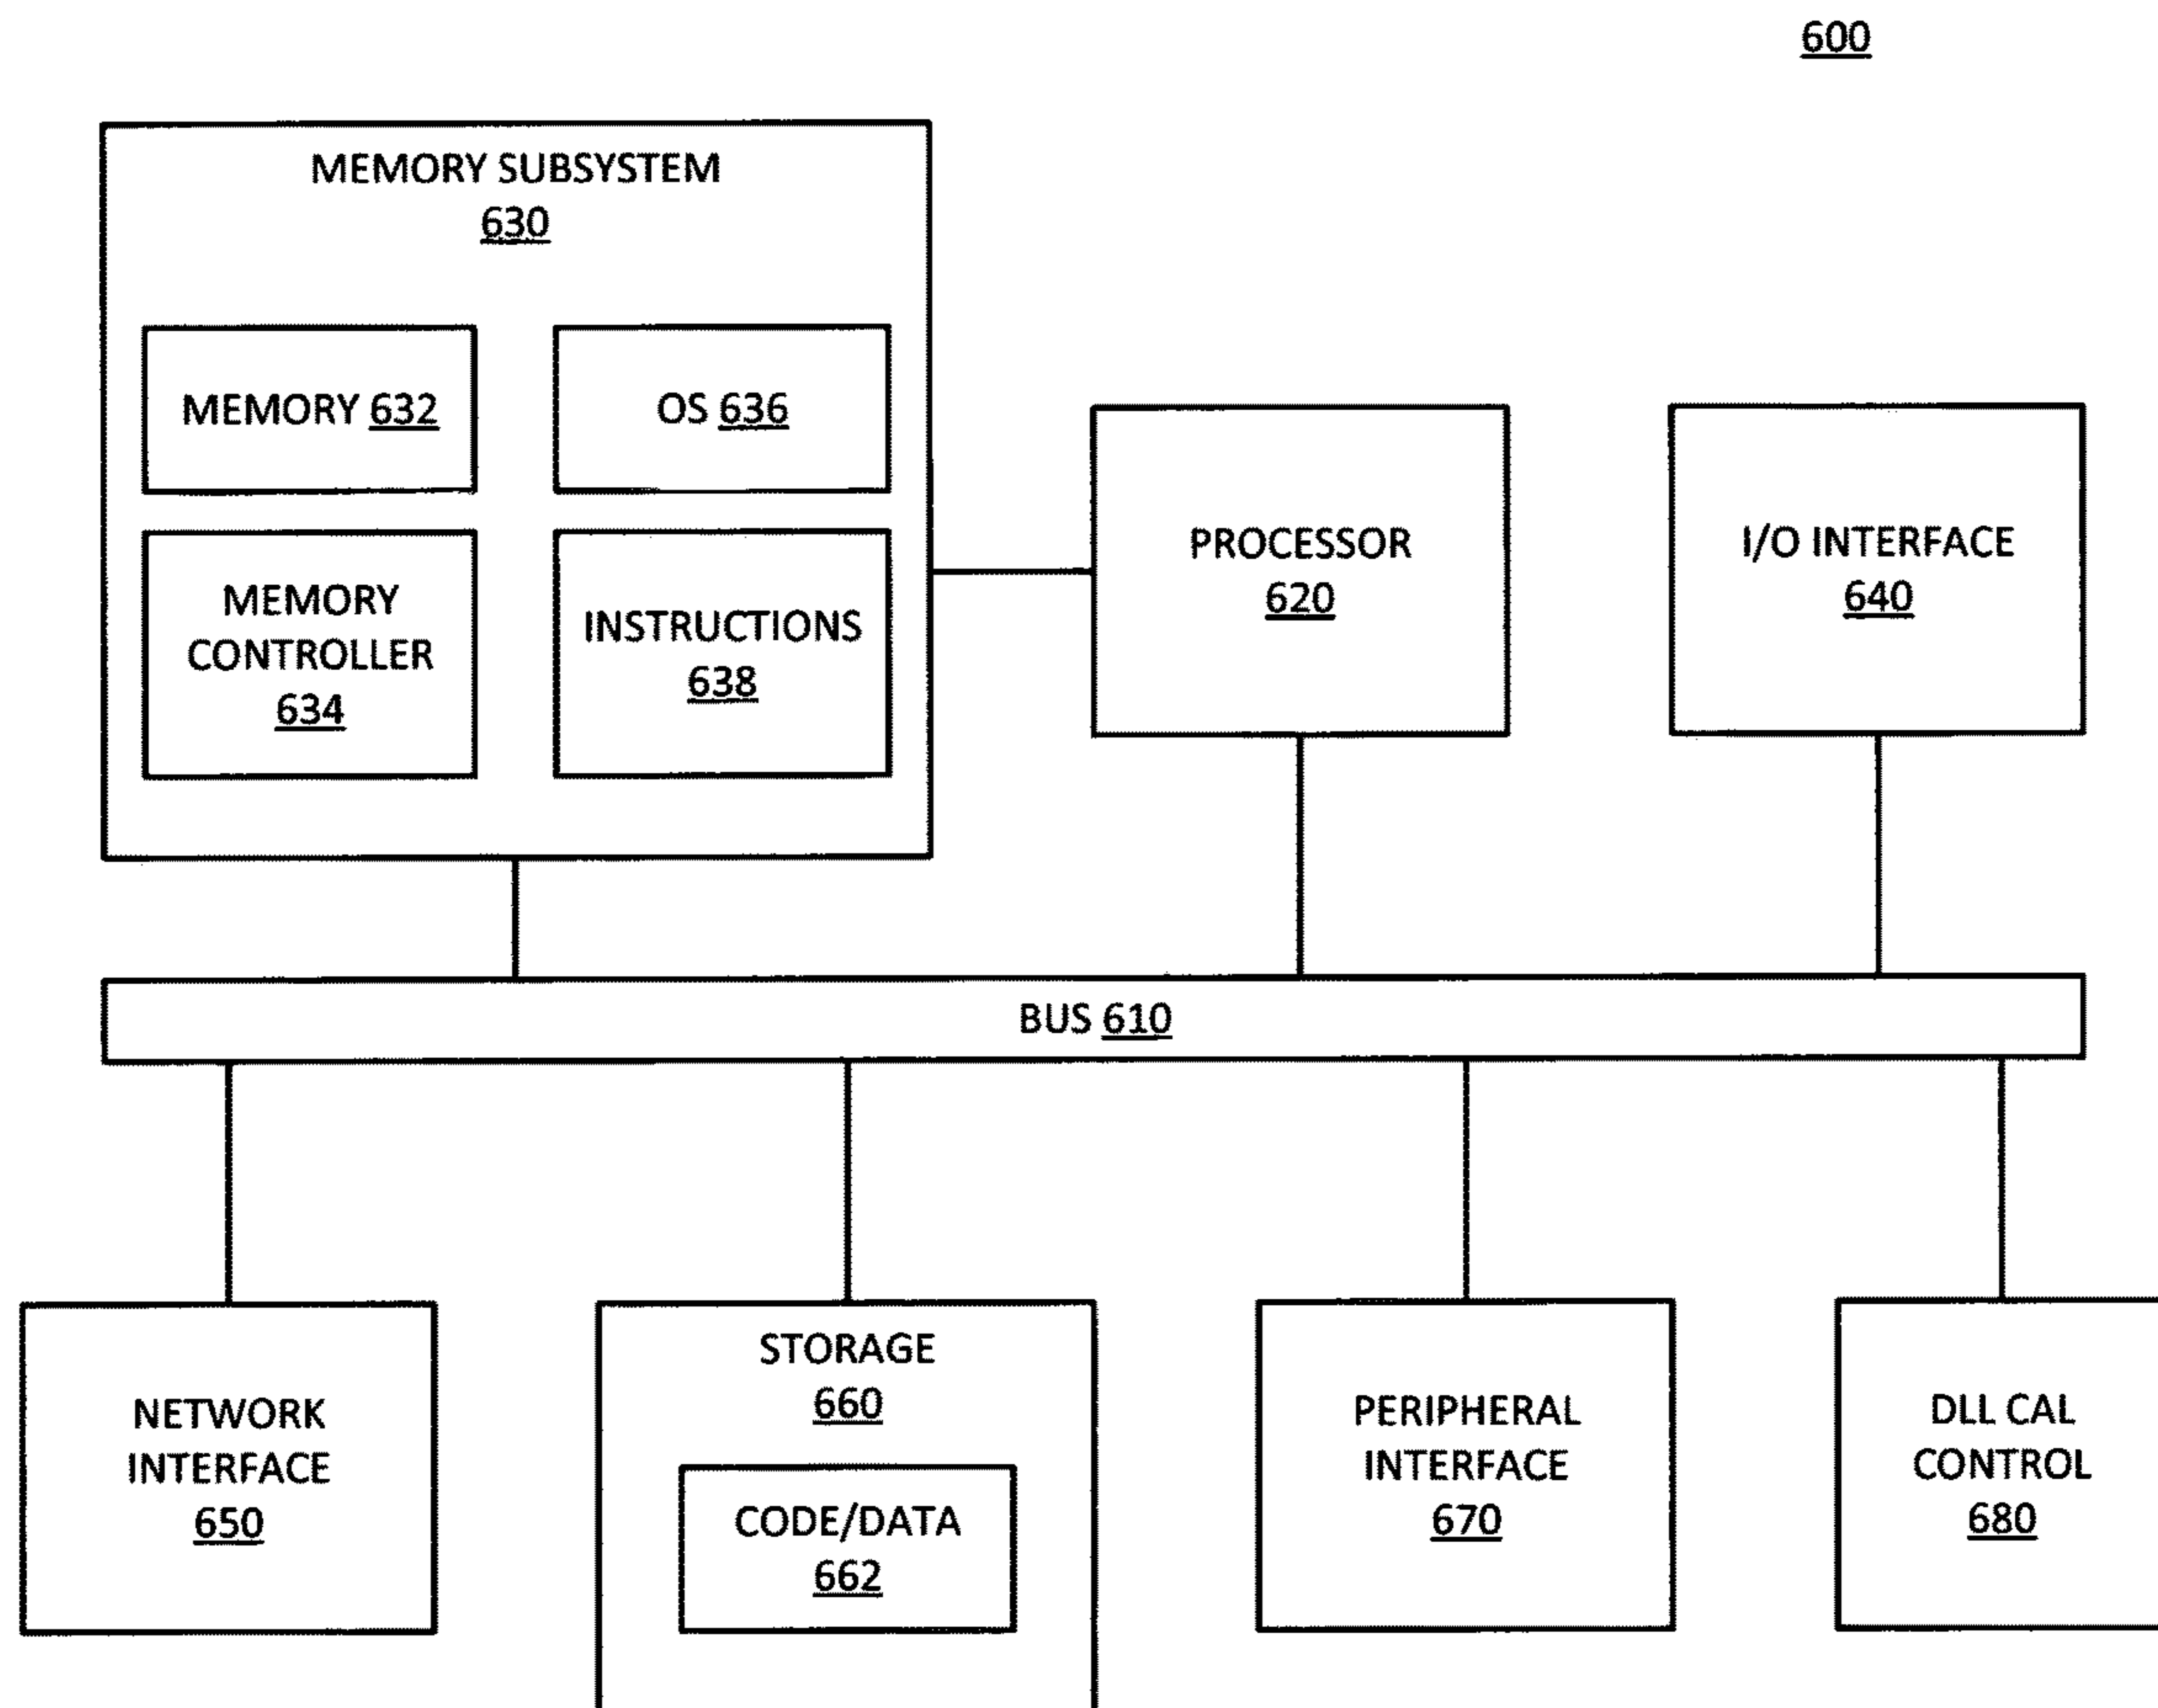 600
MEMORY SUBSYSTEM
630
MEMORY 632
OS 636
MEMORY
CONTROLLER
634
INSTRUCTIONS
638
PROCESSOR
620
I/O INTERFACE
640
BUS 610
NETWORK
INTERFACE
650
STORAGE
660
CODE/DATA
662
PERIPHERAL
INTERFACE
670
DLL CAL
CONTROL
680